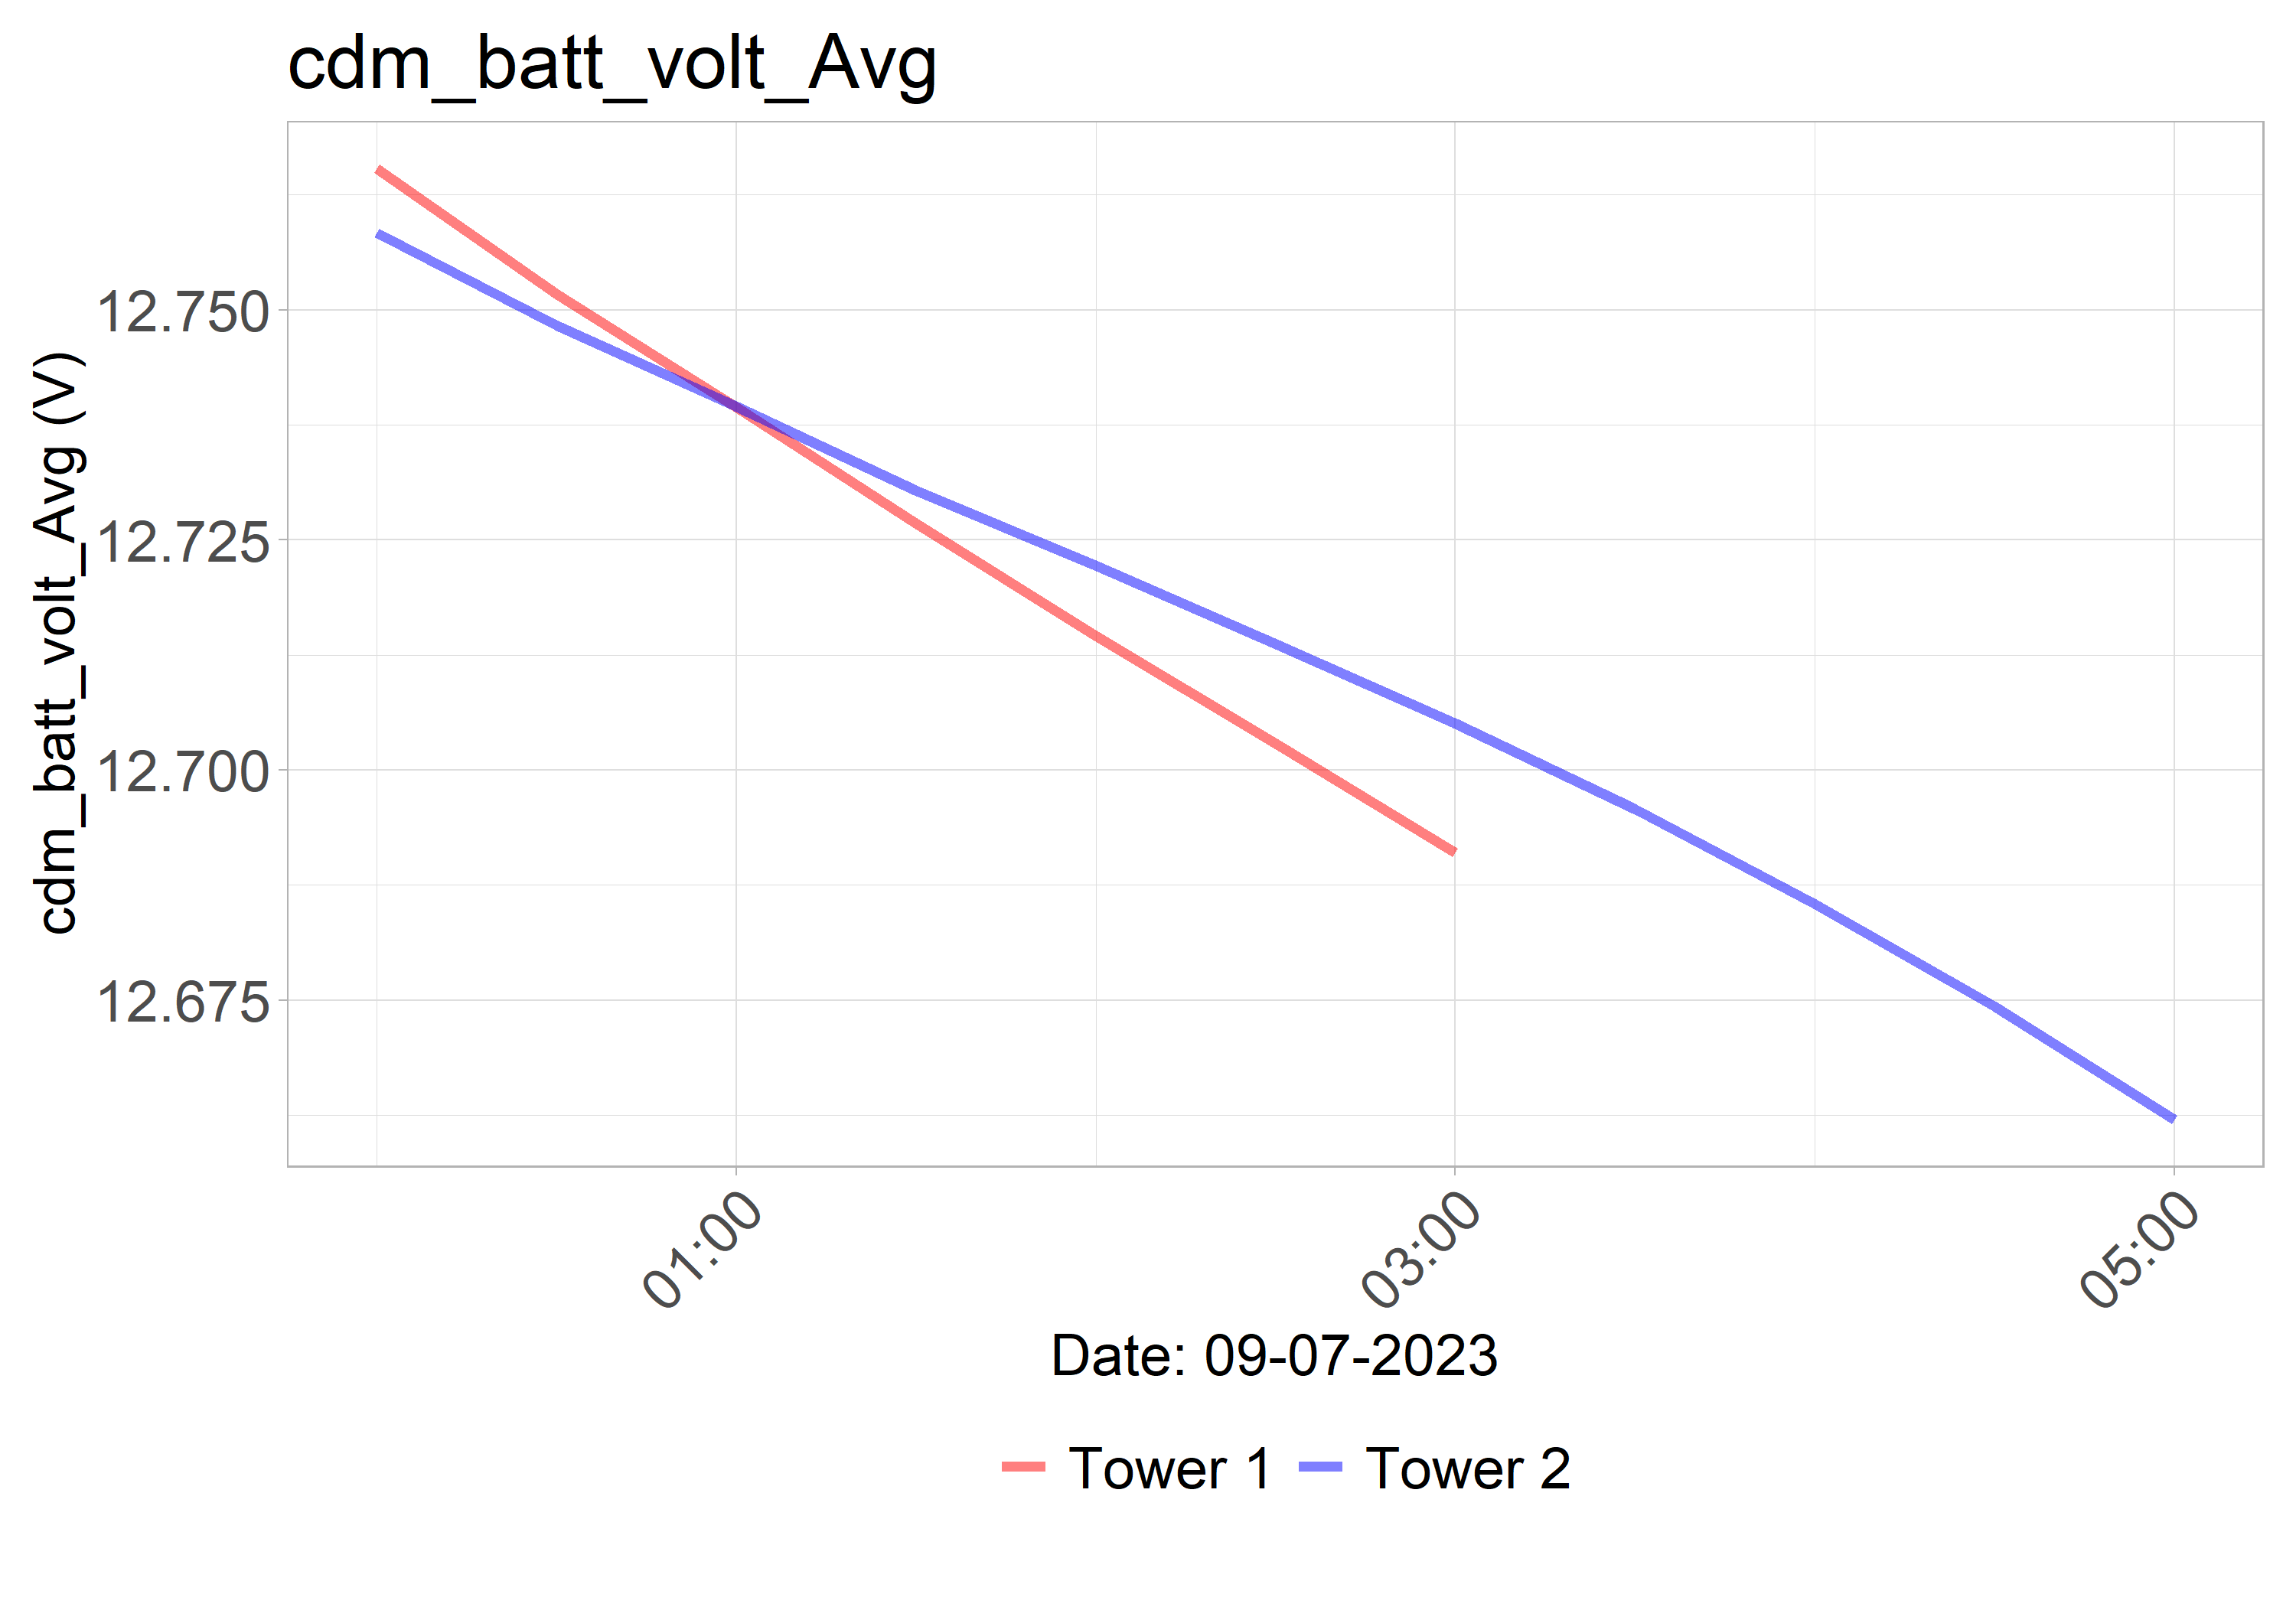 cdm_batt_volt_Avg
cdm_batt_volt_Avg (V)
12.750
12.725
12.700
12.675
01:00
03:00
05:00
Date: 09-07-2023
Tower 1
Tower 2